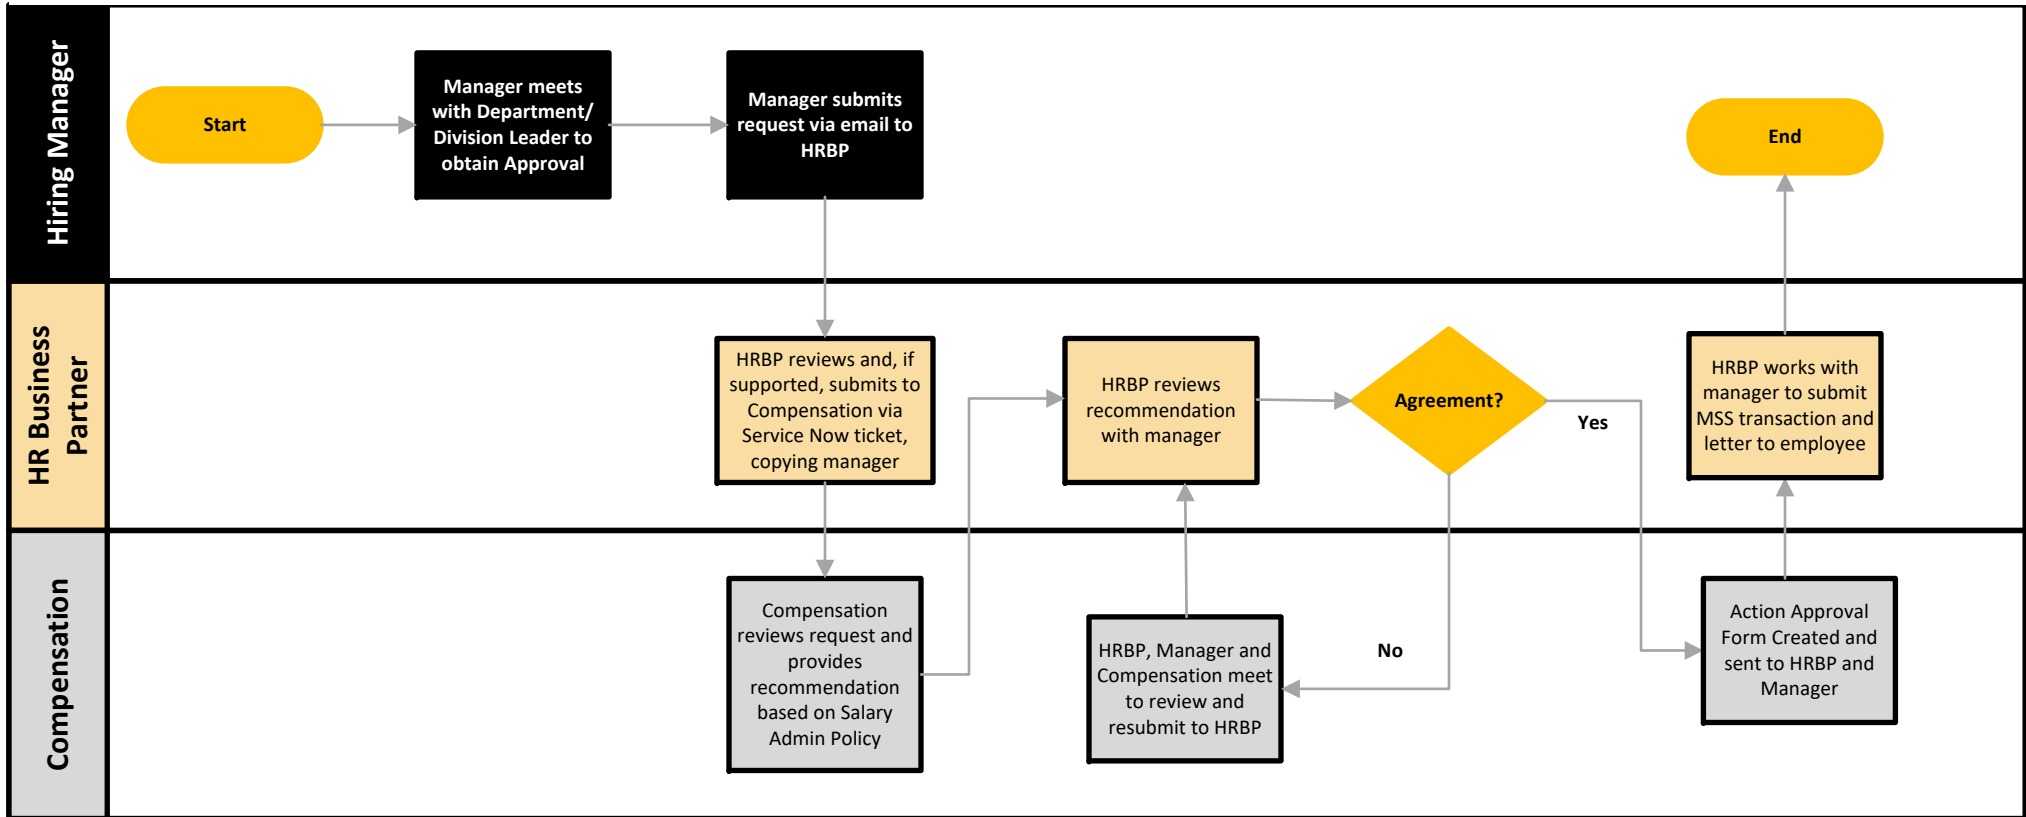 Hiring Manager
Start
Manager meets
with Department/
Division Leader to
obtain Approval
Manager submits
request via email to
HRBP
End
HR Business
Partner
HRBP reviews and, if
supported, submits to
Compensation via
Service Now ticket,
copying manager
HRBP reviews
recommendation
with manager
Agreement?
Yes
No
HRBP works with
manager to submit
MSS transaction and
letter to employee
Compensation
Compensation
reviews request and
provides
recommendation
based on Salary
Admin Policy
HRBP, Manager and
Compensation meet
to review and
resubmit to HRBP
Action Approval
Form Created and
sent to HRBP and
Manager